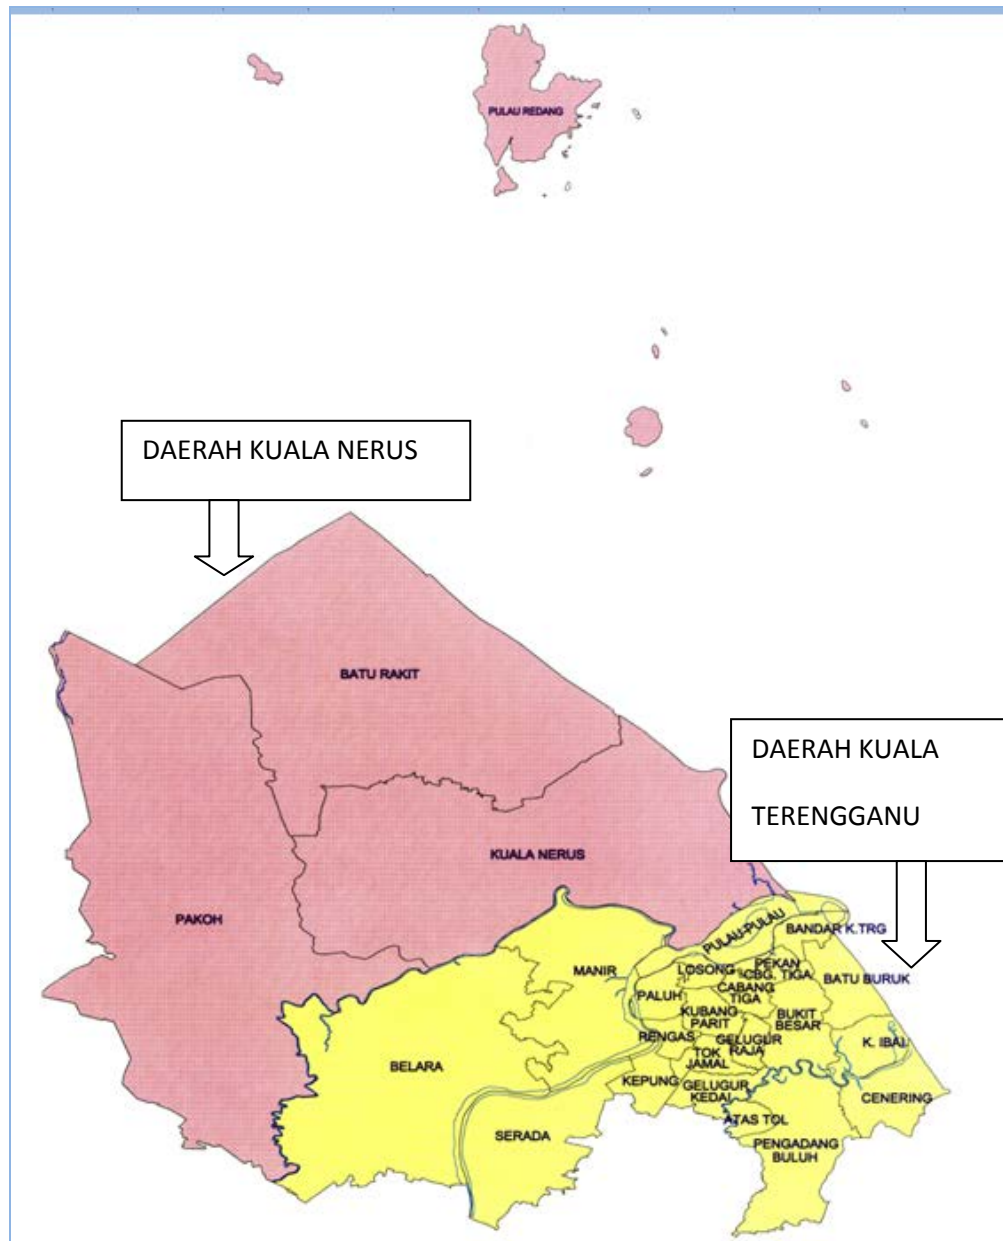 PULAU REDANG
DAERAH KUALA NERUS
BATU RAKIT
DAERAH KUALA
TERENGGANU
KUALA NERUS
PAKOH
PULAU-PULAU
BANDAR K.TRG
MANIR
LOSONG
PEKAN
CBG. TIGA
BATU BURUK
PALUH
CABANG
TIGA
KUBANG
PARIT
BUKIT
BESAR
RENGAS
GELUGUR
RAJA
K. IBAI
TOK
JAMAL
BELARA
KEPUNG
GELUGUR
KEDAI
CENERING
ATAS TOL
SERADA
PENGADANG
BULUH